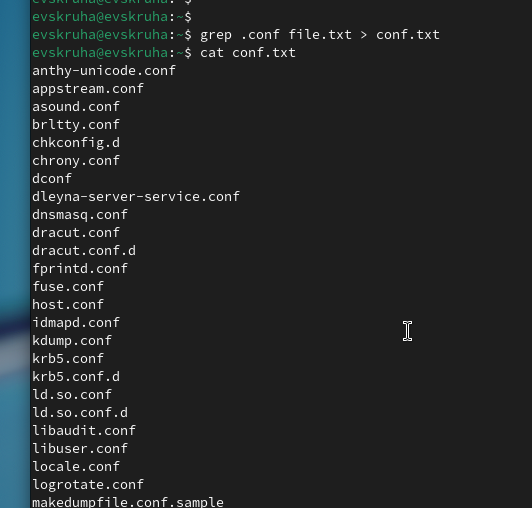 evskruha@evskruha:~$
evskruha@evskruha:~$
evskruha@evskruha:~$ grep .conf file.txt > conf.txt
evskruha@evskruha:~$ cat conf.txt
anthy-unicode.conf
appstream.conf
asound.conf
brltty.conf
chkconfig.d
chrony.conf
dconf
dleyna-server-service.conf
dnsmasq.conf
dracut.conf
dracut.conf.d
fprintd.conf
fuse.conf
host.conf
idmapd.conf
kdump.conf
krb5.conf
krb5.conf.d
ld.so.conf
ld.so.conf.d
libaudit.conf
libuser.conf
locale.conf
logrotate.conf
makedumpfile.conf.sample